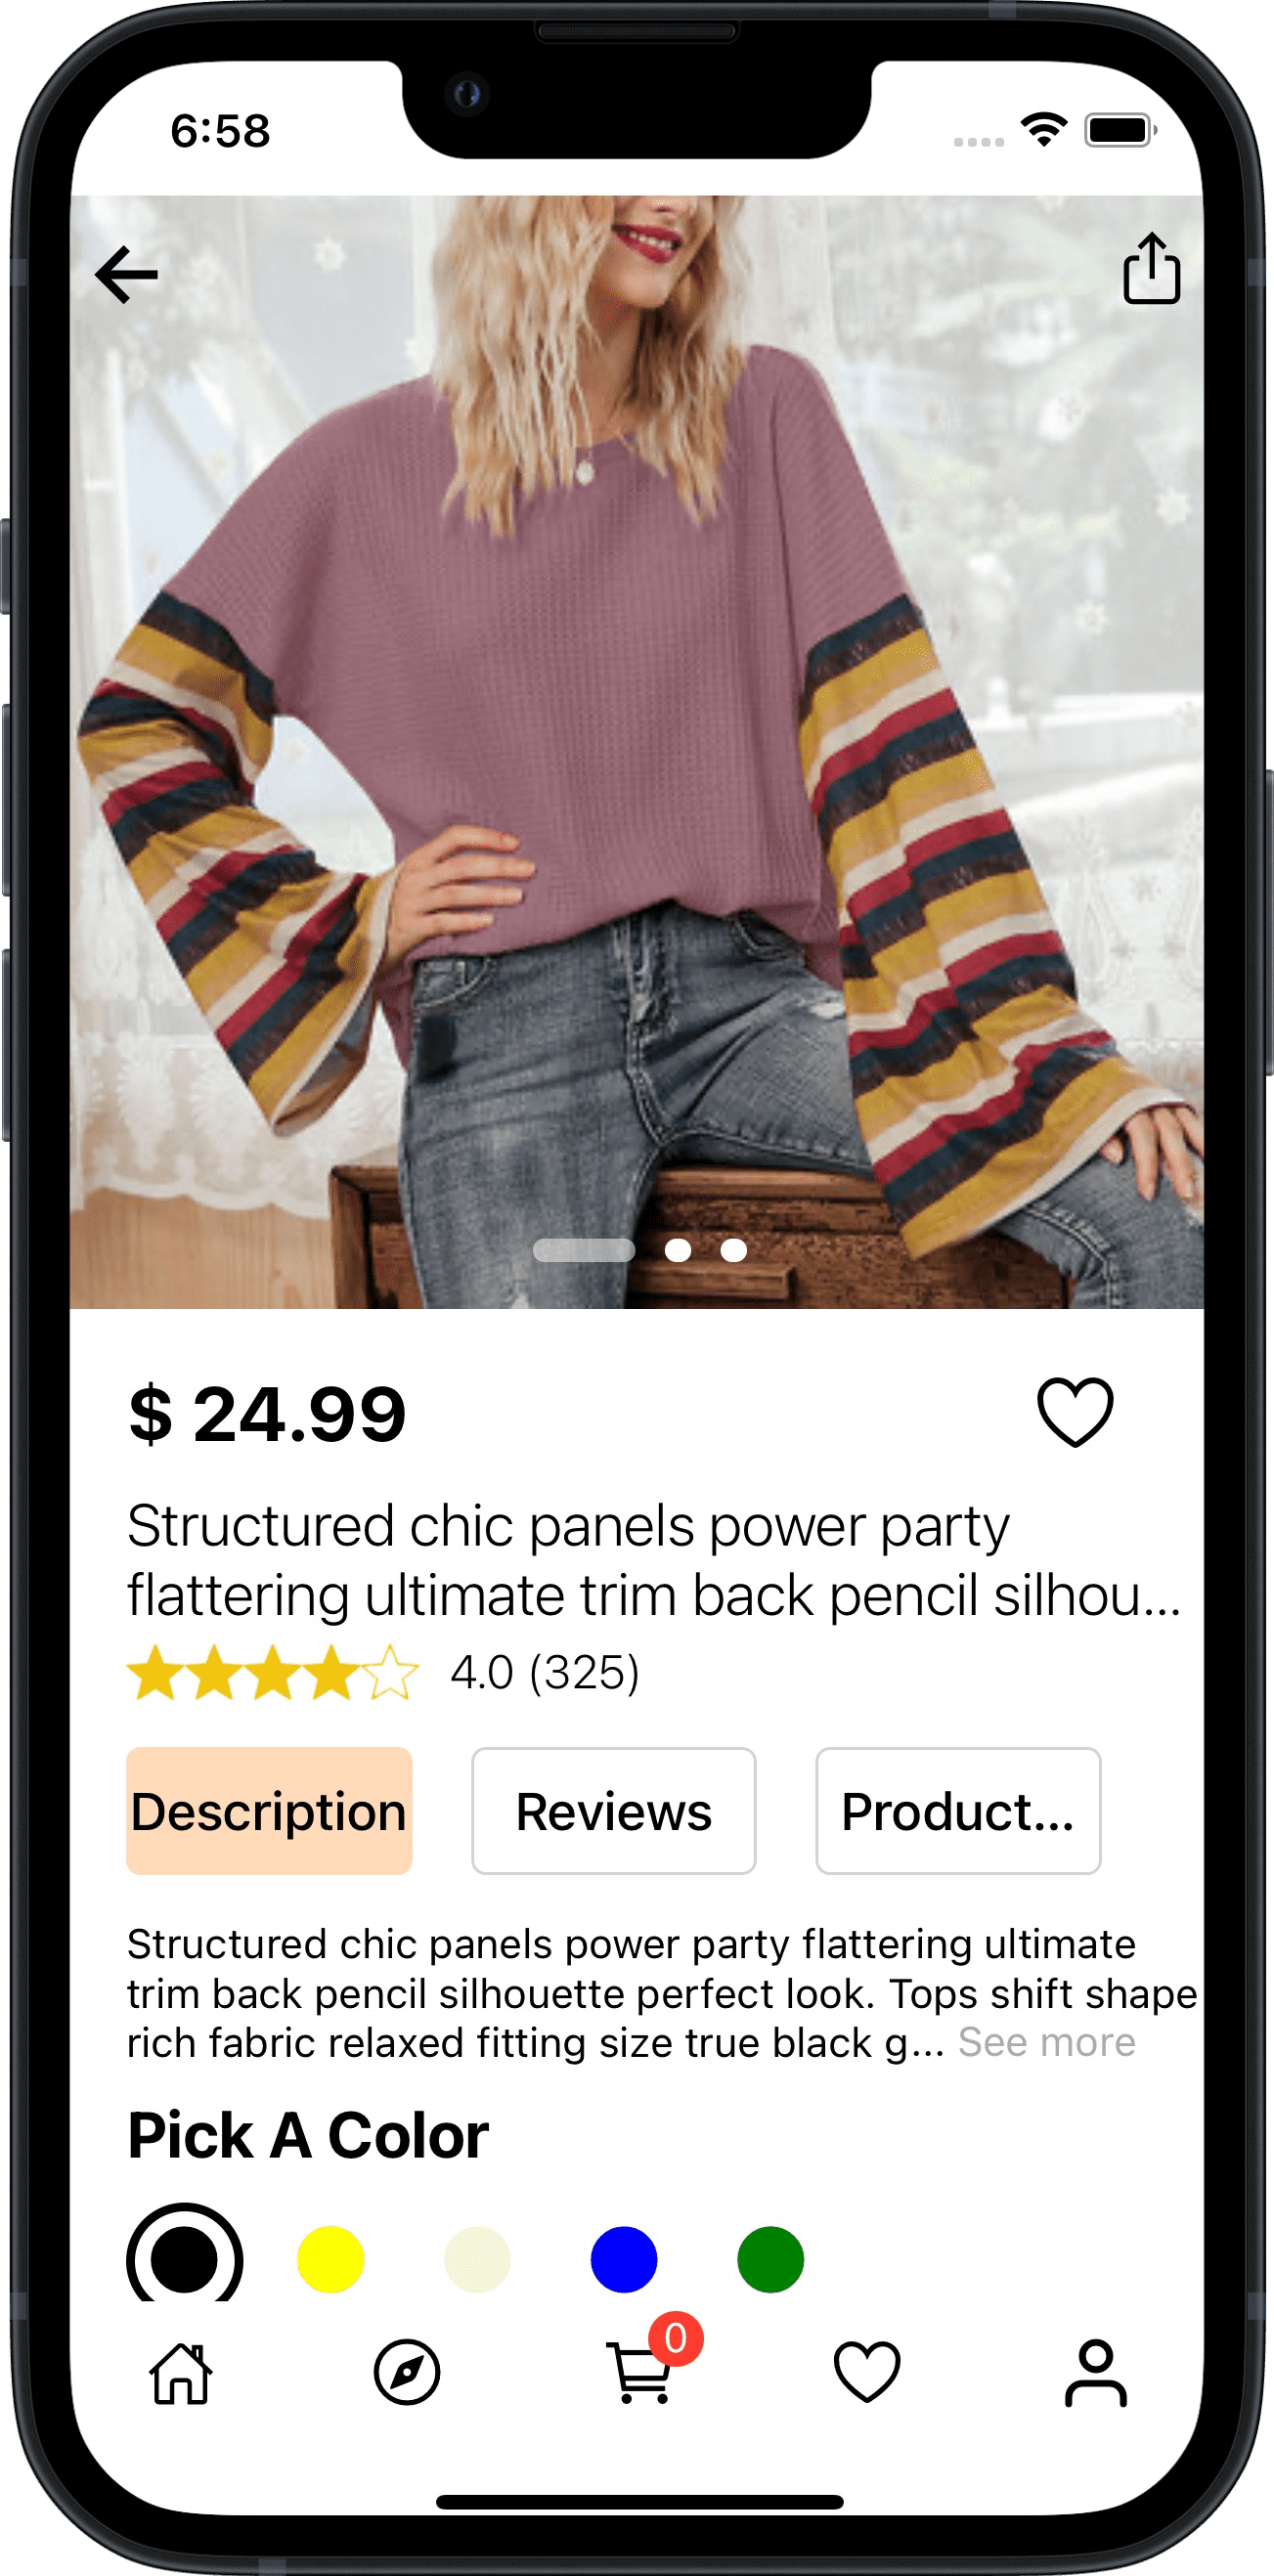 6:58
$ 24.99
Structured chic panels power party
flattering ultimate trim back pencil silhou...
4.0 (325)
Description
Reviews
Product...
Structured chic panels power party flattering ultimate
trim back pencil silhouette perfect look. Tops shift shape
rich fabric relaxed fitting size true black g... See more
Pick A Color
0